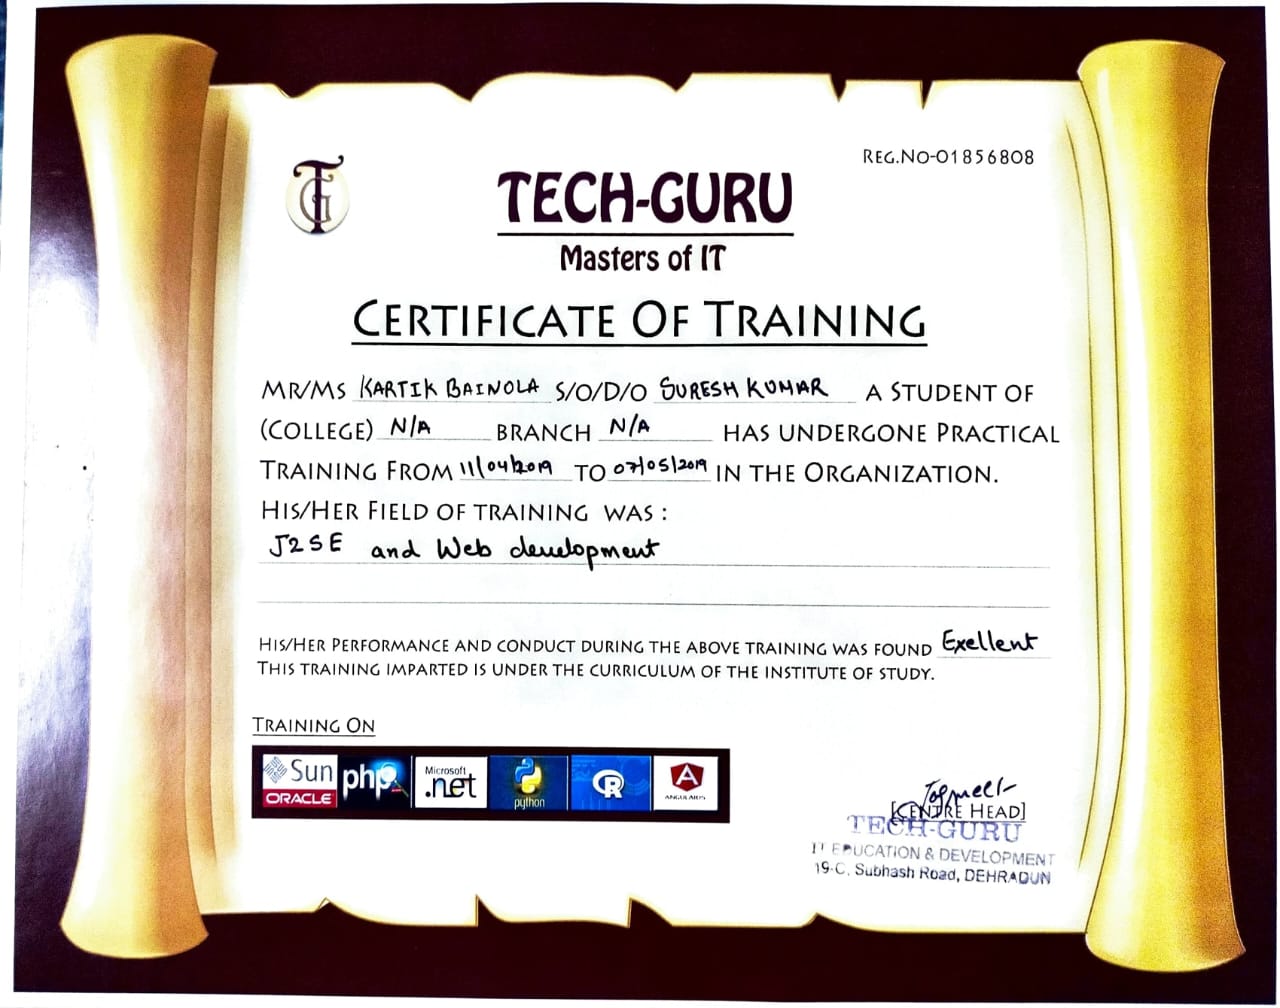 REG.NO-01856808
TG
TECH-GURU
Masters of IT
CERTIFICATE OF TRAINING
MR/MS KARTIK BAINOLA S/O/D/O SURESH KUMAR A STUDENT OF
(COLLEGE) N/A BRANCH N/A HAS UNDERGONE PRACTICAL
TRAINING FROM 11/04/2019 TO 07/05/2019 IN THE ORGANIZATION.
HIS/HER FIELD OF TRAINING WAS :
J2SE and Web development
HIS/HER PERFORMANCE AND CONDUCT DURING THE ABOVE TRAINING WAS FOUND Exellent
THIS TRAINING IMPARTED IS UNDER THE CURRICULUM OF THE INSTITUTE OF STUDY.
TRAINING ON
Sun ORACLE php Microsoft .net python R A ANGULARJS
[CENTRE HEAD]
TECH-GURU
IT EDUCATION & DEVELOPMENT
19-C, Subhash Road, DEHRADUN